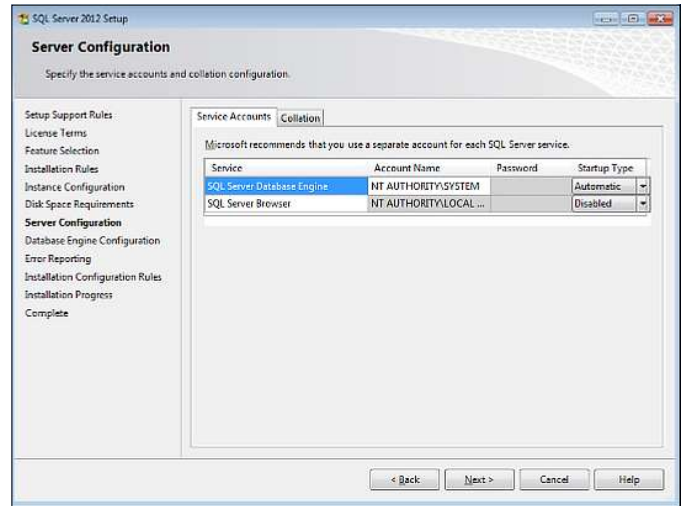 SQL Server 2012 Setup
Server Configuration
Specify the service accounts and collation configuration.
Setup Support Rules
License Terms
Feature Selection
Installation Rules
Instance Configuration
Disk Space Requirements
Server Configuration
Database Engine Configuration
Error Reporting
Installation Configuration Rules
Installation Progress
Complete
Service Accounts Collation
Microsoft recommends that you use a separate account for each SQL Server service.
Service Account Name Password Startup Type
SQL Server Database Engine NT AUTHORITY\SYSTEM Automatic
SQL Server Browser NT AUTHORITY\LOCAL ... Disabled
< Back Next > Cancel Help